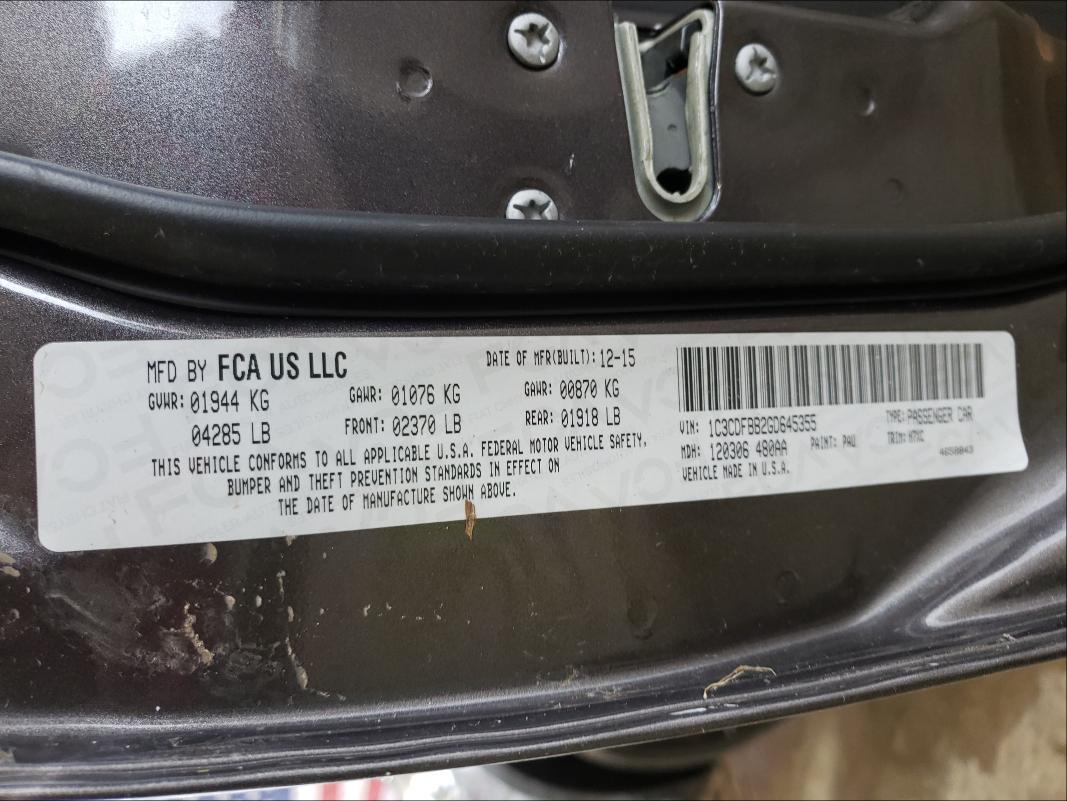 MFD BY FCA US LLC DATE OF MFR(BUILT): 12-15
GVWR: 01944 KG GAWR: 01076 KG GAWR: 00870 KG
04285 LB FRONT: 02370 LB REAR: 01918 LB
THIS VEHICLE CONFORMS TO ALL APPLICABLE U.S.A. FEDERAL MOTOR VEHICLE SAFETY,
BUMPER AND THEFT PREVENTION STANDARDS IN EFFECT ON
THE DATE OF MANUFACTURE SHOWN ABOVE.
VIN: 1C3CDFBB2GD645355 TYPE: PASSENGER CAR
MDH: 120306 480AA PAINT: PAU TRIM:
VEHICLE MADE IN U.S.A. 4658043